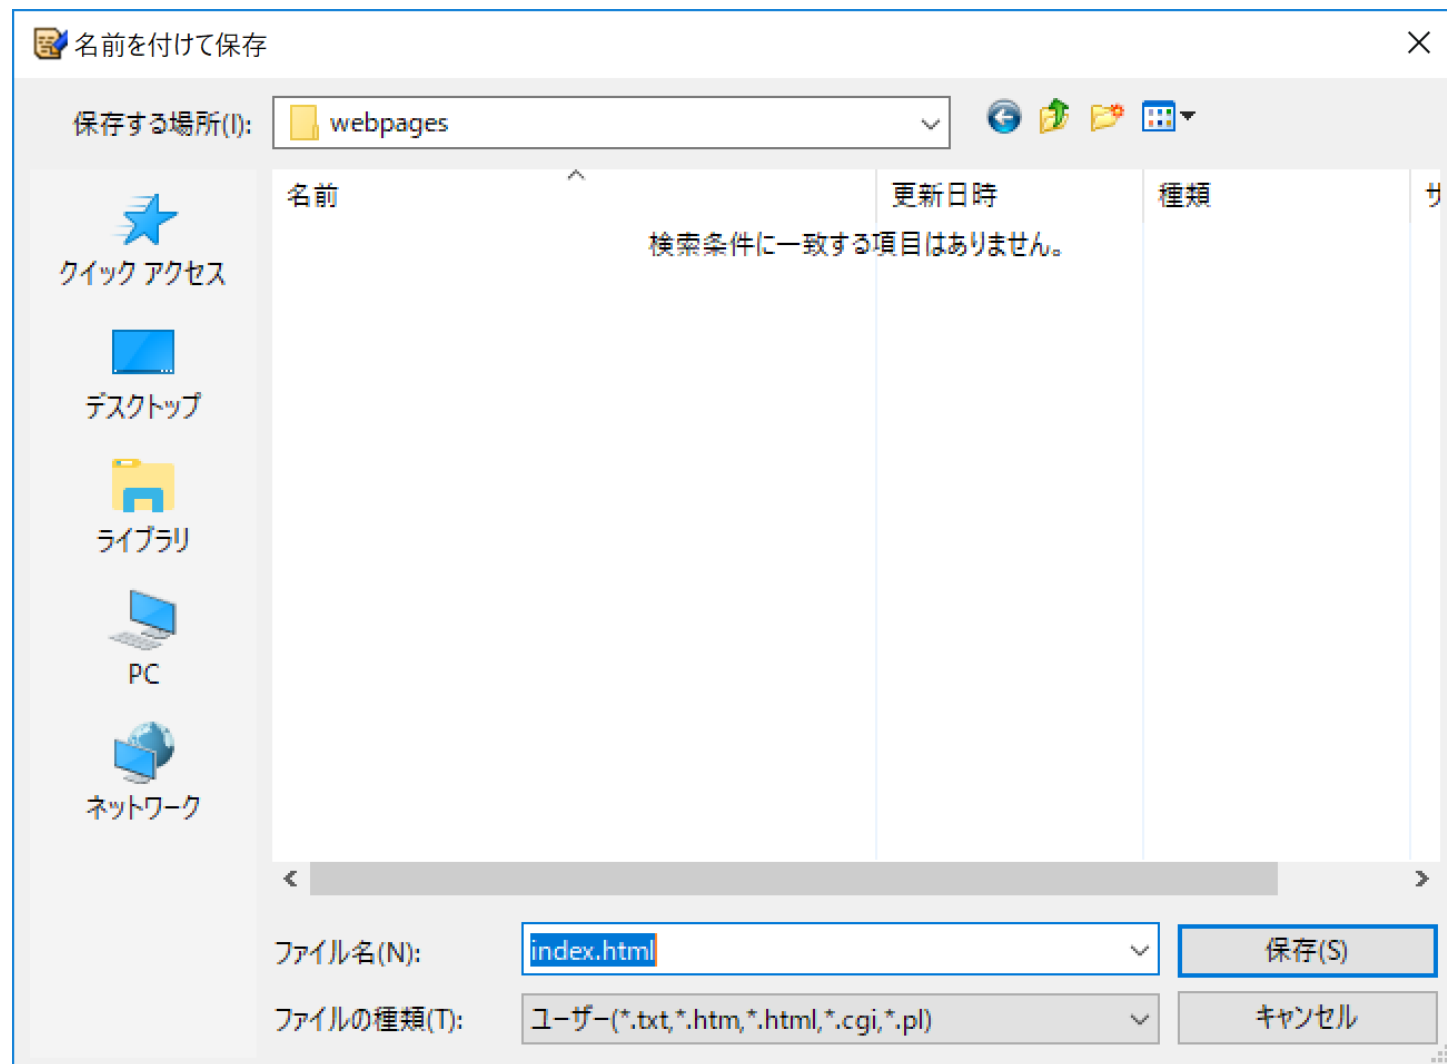 名前を付けて保存
保存する場所(I): webpages
名前 更新日時 種類 サ
検索条件に一致する項目はありません。
クイック アクセス
デスクトップ
ライブラリ
PC
ネットワーク
ファイル名(N): index.html 保存(S)
ファイルの種類(T): ユーザー(*.txt,*.htm,*.html,*.cgi,*.pl) キャンセル